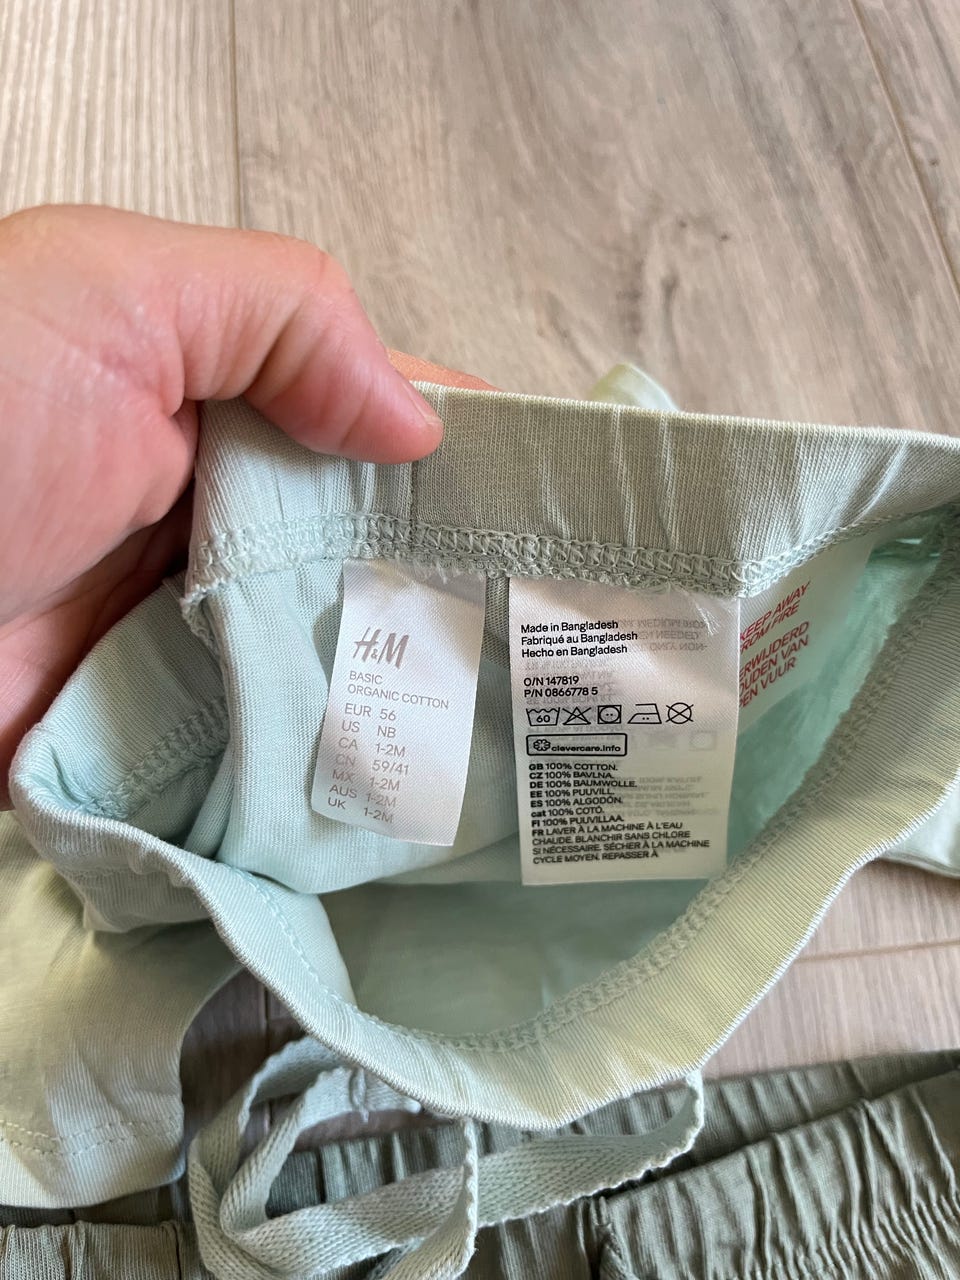 H&M
BASIC
ORGANIC COTTON
EUR 56
US NB
CA 1-2M
CN 59/41
MX 1-2M
AUS 1-2M
UK 1-2M
Made in Bangladesh
Fabriqué au Bangladesh
Hecho en Bangladesh
O/N 147819
P/N 0866778 5
60
clevercare.info
GB 100% COTTON.
CZ 100% BAVLNA.
DE 100% BAUMWOLLE.
EE 100% PUUVILL.
ES 100% ALGODÓN.
cat 100% COTÓ.
FI 100% PUUVILLAA.
FR LAVER À LA MACHINE À L'EAU
CHAUDE. BLANCHIR SANS CHLORE
SI NÉCESSAIRE. SÉCHER À LA MACHINE
CYCLE MOYEN. REPASSER À
KEEP AWAY
FROM FIRE
ERWIJDERD
OUDEN VAN
EN VUUR